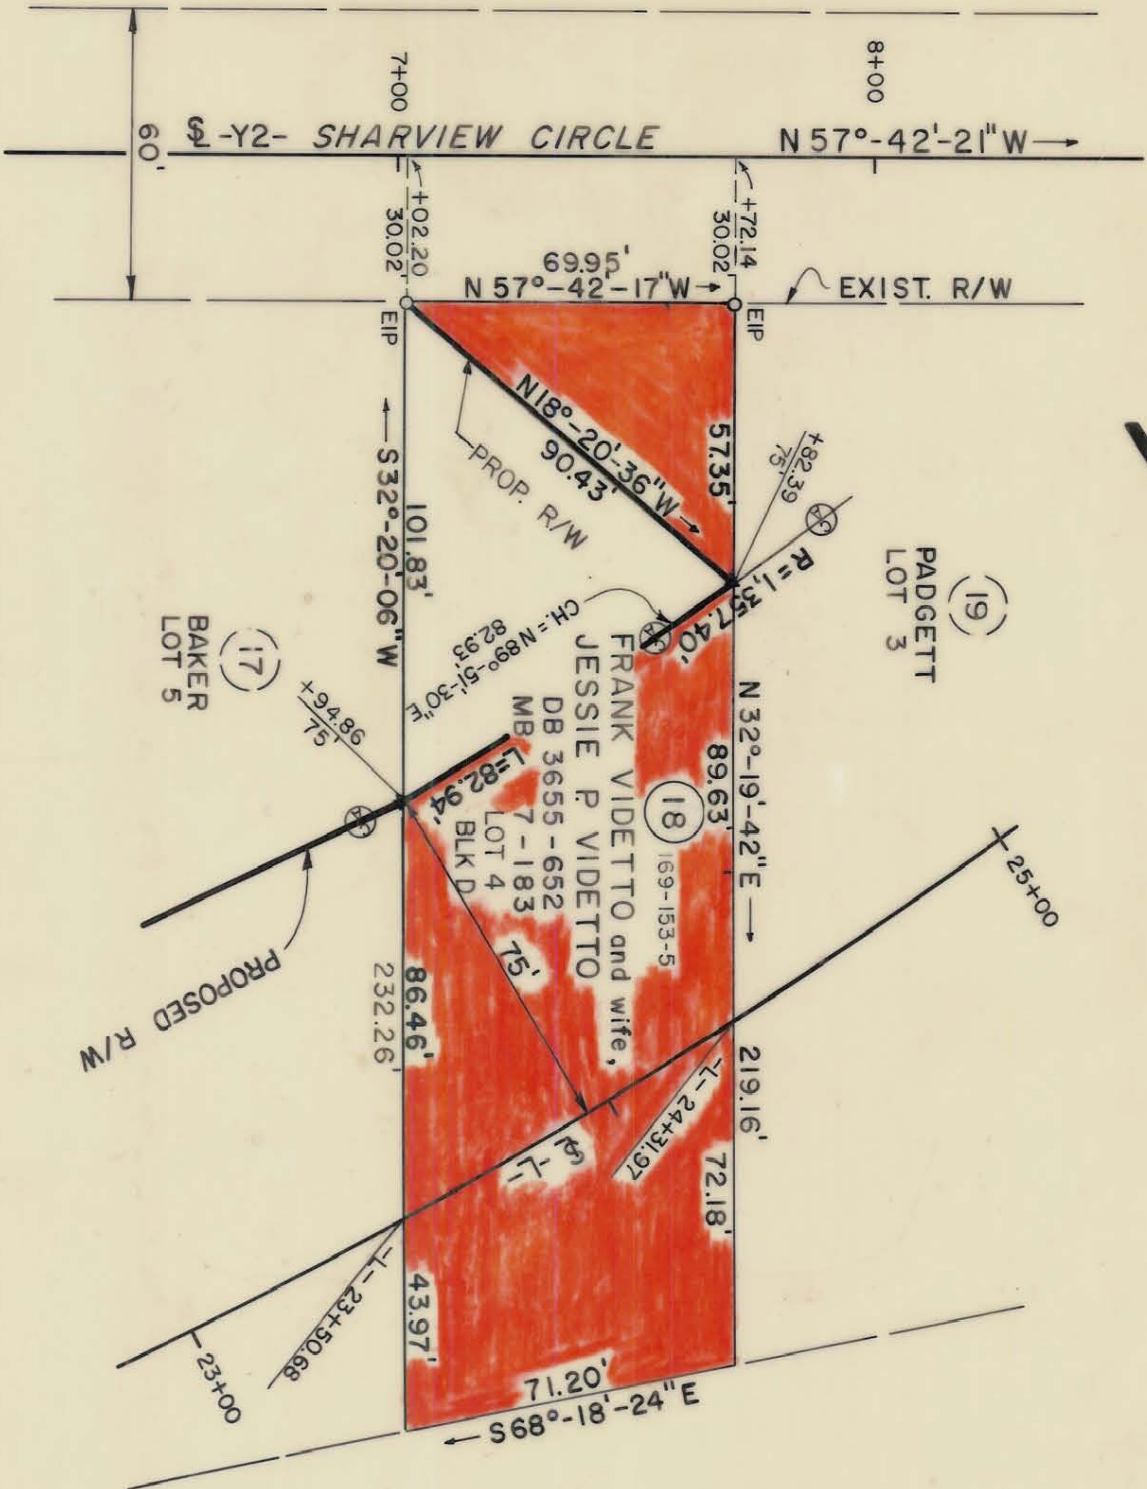 7+00
8+00
60'
℄ -Y2- SHARVIEW CIRCLE
N 57°-42'-21" W
+02.20
30.02'
+72.14
30.02'
69.95'
N 57°-42'-17" W
EXIST. R/W
EIP
EIP
N 18°-20'-36" W
90.43'
PROP. R/W
57.35'
+82.39
75'
C/A
R=1,357.40'
C/A
PADGETT
LOT 3
19
S 32°-20'-06" W
101.83'
CH.= N 89°-51'-30" E
82.93'
BAKER
LOT 5
17
+94.86
75'
L=82.94'
C/A
PROPOSED R/W
FRANK VIDETTO and wife,
JESSIE P. VIDETTO
DB 3655-652
MB 7-183
LOT 4
BLK D
18
169-153-5
N 32°-19'-42" E
89.63'
219.16'
72.18'
75'
86.46'
232.26'
43.97'
℄ -L-
-L- 24+31.97
-L- 23+50.68
25+00
23+00
71.20'
S 68°-18'-24" E